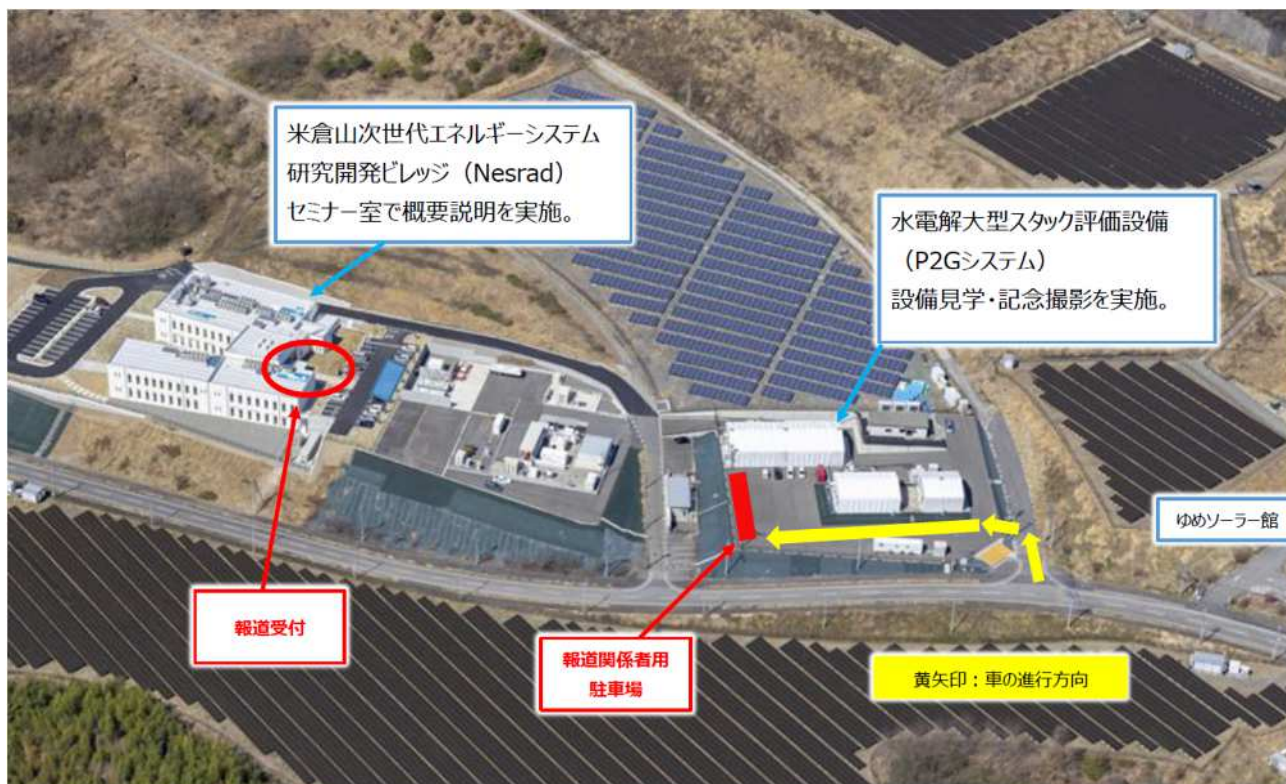 米倉山次世代エネルギーシステム
研究開発ビレッジ（Nesrad）
セミナー室で概要説明を実施。
水電解大型スタック評価設備
（P2Gシステム）
設備見学・記念撮影を実施。
ゆめソーラー館
報道受付
報道関係者用
駐車場
黄矢印：車の進行方向